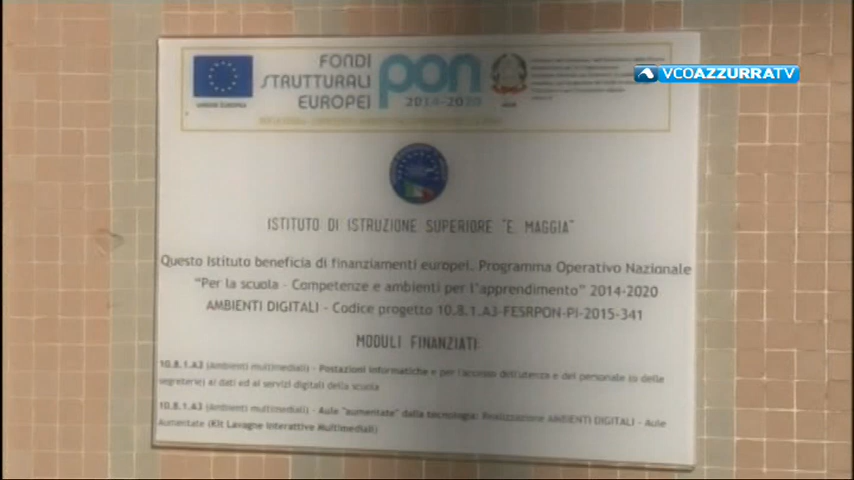 FONDI
STRUTTURALI
EUROPEI
pon
2014-2020
UNIONE EUROPEA
MIUR
VCOAZZURRATV
ISTITUTO DI ISTRUZIONE SUPERIORE "E. MAGGIA"
Questo Istituto beneficia di finanziamenti europei. Programma Operativo Nazionale
"Per la scuola - Competenze e ambienti per l'apprendimento" 2014-2020
AMBIENTI DIGITALI - Codice progetto 10.8.1.A3-FESRPON-PI-2015-341
MODULI FINANZIATI:
10.8.1.A3 (Ambienti multimediali) - Postazioni informatiche e per l'accesso dell'utenza e del personale (o delle
segreterie) ai dati ed ai servizi digitali della scuola
10.8.1.A3 (Ambienti multimediali) - Aule "aumentate" dalla tecnologia: Realizzazione AMBIENTI DIGITALI - Aule
Aumentate (Kit Lavagne Interattive Multimediali)